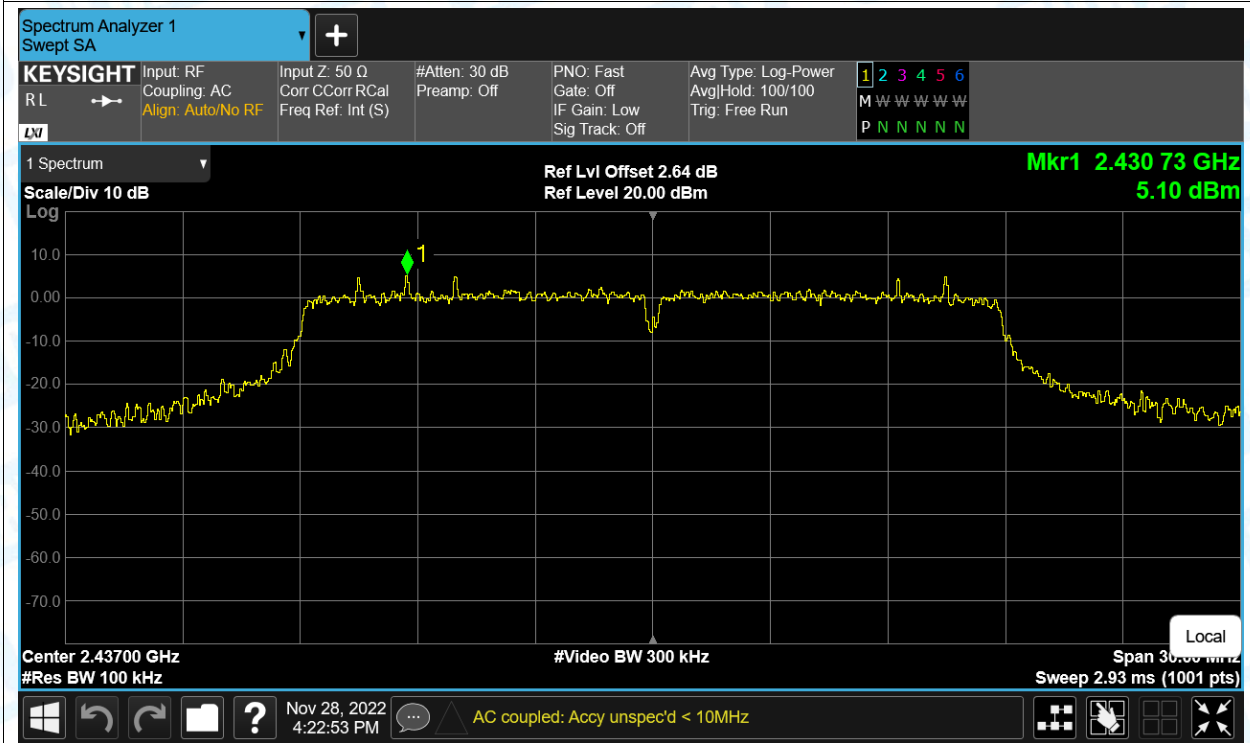 Spectrum Analyzer 1
Swept SA
+
KEYSIGHT
R L
LXI
Input: RF
Coupling: AC
Align: Auto/No RF
Input Z: 50 Ω
Corr CCorr RCal
Freq Ref: Int (S)
#Atten: 30 dB
Preamp: Off
PNO: Fast
Gate: Off
IF Gain: Low
Sig Track: Off
Avg Type: Log-Power
Avg|Hold: 100/100
Trig: Free Run
1 2 3 4 5 6
M W W W W W
P N N N N N
1 Spectrum
Scale/Div 10 dB
Ref Lvl Offset 2.64 dB
Ref Level 20.00 dBm
Mkr1 2.430 73 GHz
5.10 dBm
Log
1
10.0
0.00
-10.0
-20.0
-30.0
-40.0
-50.0
-60.0
-70.0
Local
Center 2.43700 GHz
#Video BW 300 kHz
Span 30.00 MHz
#Res BW 100 kHz
Sweep 2.93 ms (1001 pts)
?
Nov 28, 2022
4:22:53 PM
AC coupled: Accy unspec'd < 10MHz